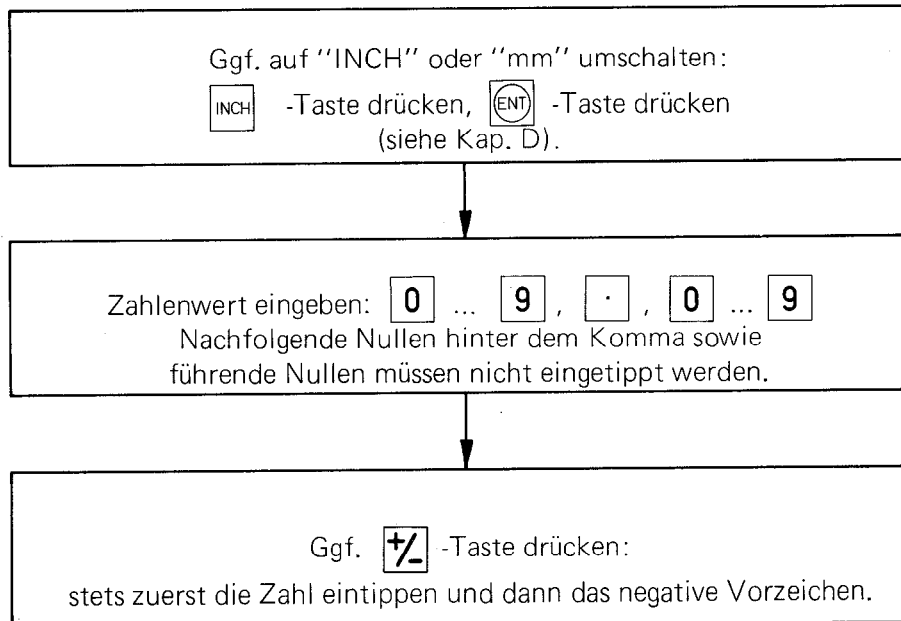 Ggf. auf "INCH" oder "mm" umschalten:
INCH -Taste drücken, ENT -Taste drücken
(siehe Kap. D).
Zahlenwert eingeben: 0 ... 9 , · , 0 ... 9
Nachfolgende Nullen hinter dem Komma sowie
führende Nullen müssen nicht eingetippt werden.
Ggf. +/- -Taste drücken:
stets zuerst die Zahl eintippen und dann das negative Vorzeichen.